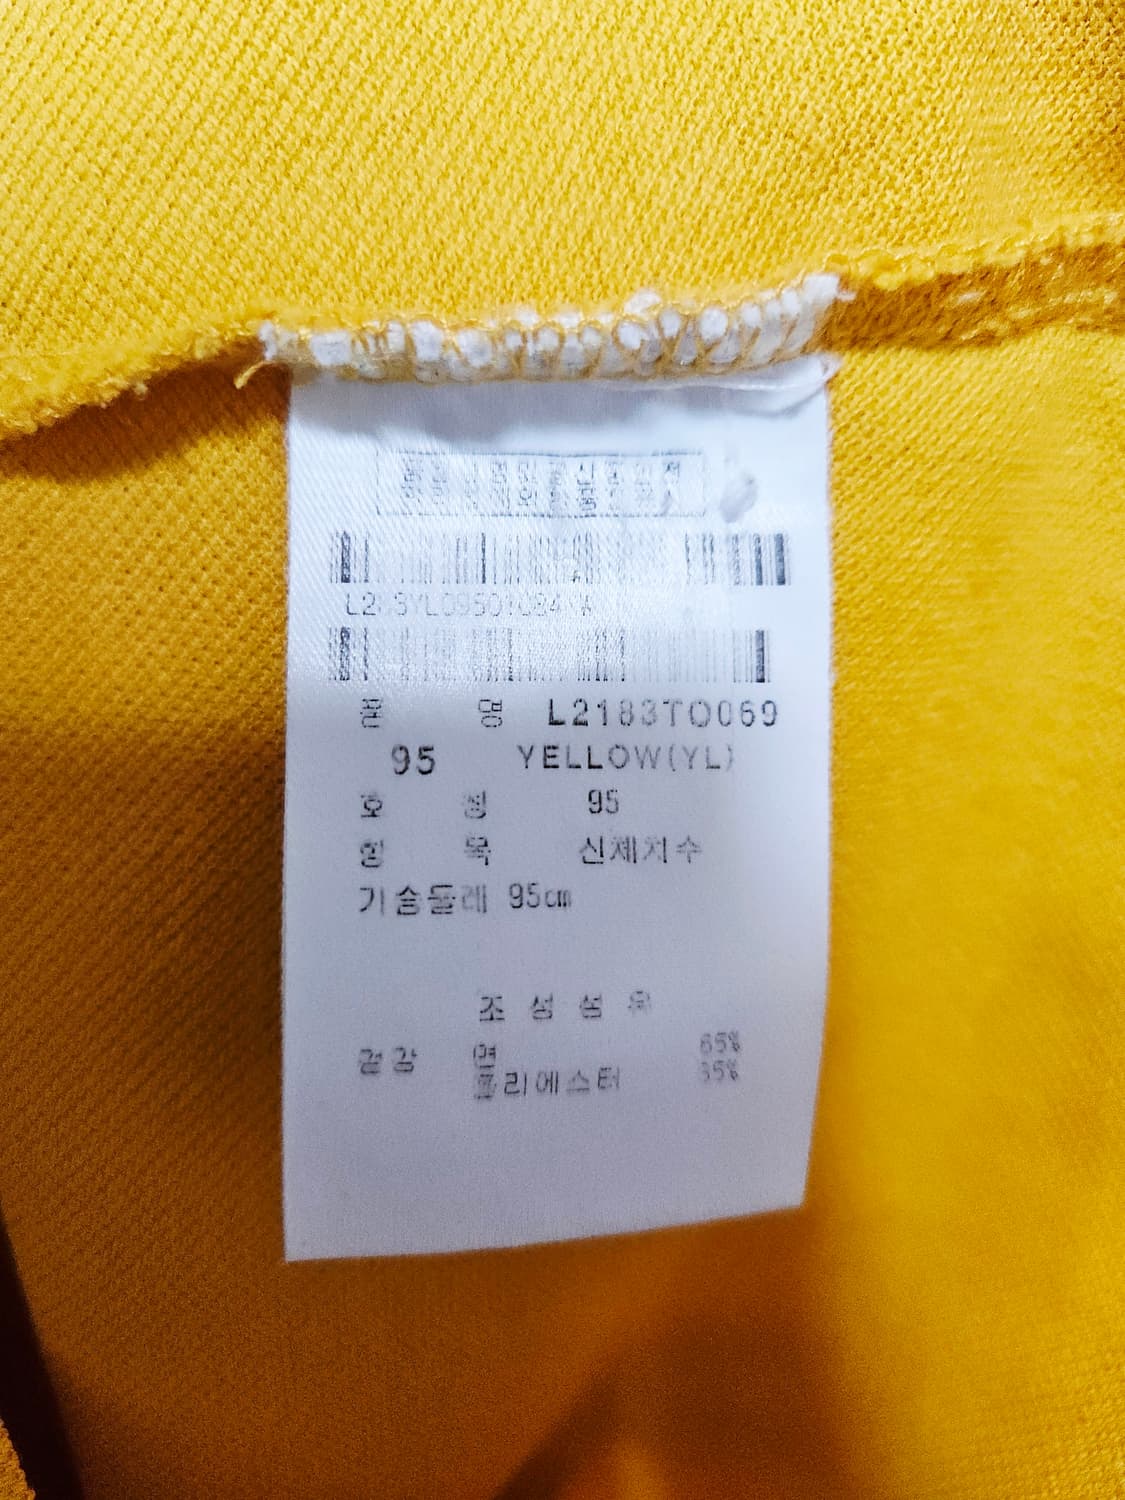 품 명 L2183TO069
95 YELLOW(YL)
호 칭 95
항 목 신체치수
가슴둘레 95cm
조 성 섬 유
겉감 면 65%
폴리에스터 35%